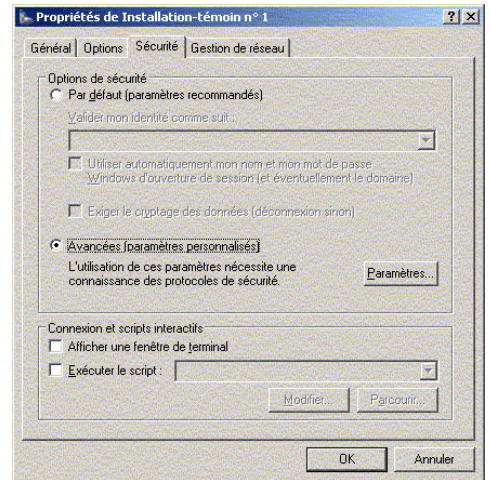 Propriétés de Installation-témoin n° 1
Général Options Sécurité Gestion de réseau
Options de sécurité
Par défaut (paramètres recommandés)
Valider mon identité comme suit :
Utiliser automatiquement mon nom et mon mot de passe
Windows d'ouverture de session (et éventuellement le domaine)
Exiger le cryptage des données (déconnexion sinon)
Avancées (paramètres personnalisés)
L'utilisation de ces paramètres nécessite une
connaissance des protocoles de sécurité.
Paramètres...
Connexion et scripts interactifs
Afficher une fenêtre de terminal
Exécuter le script :
Modifier... Parcourir...
OK Annuler